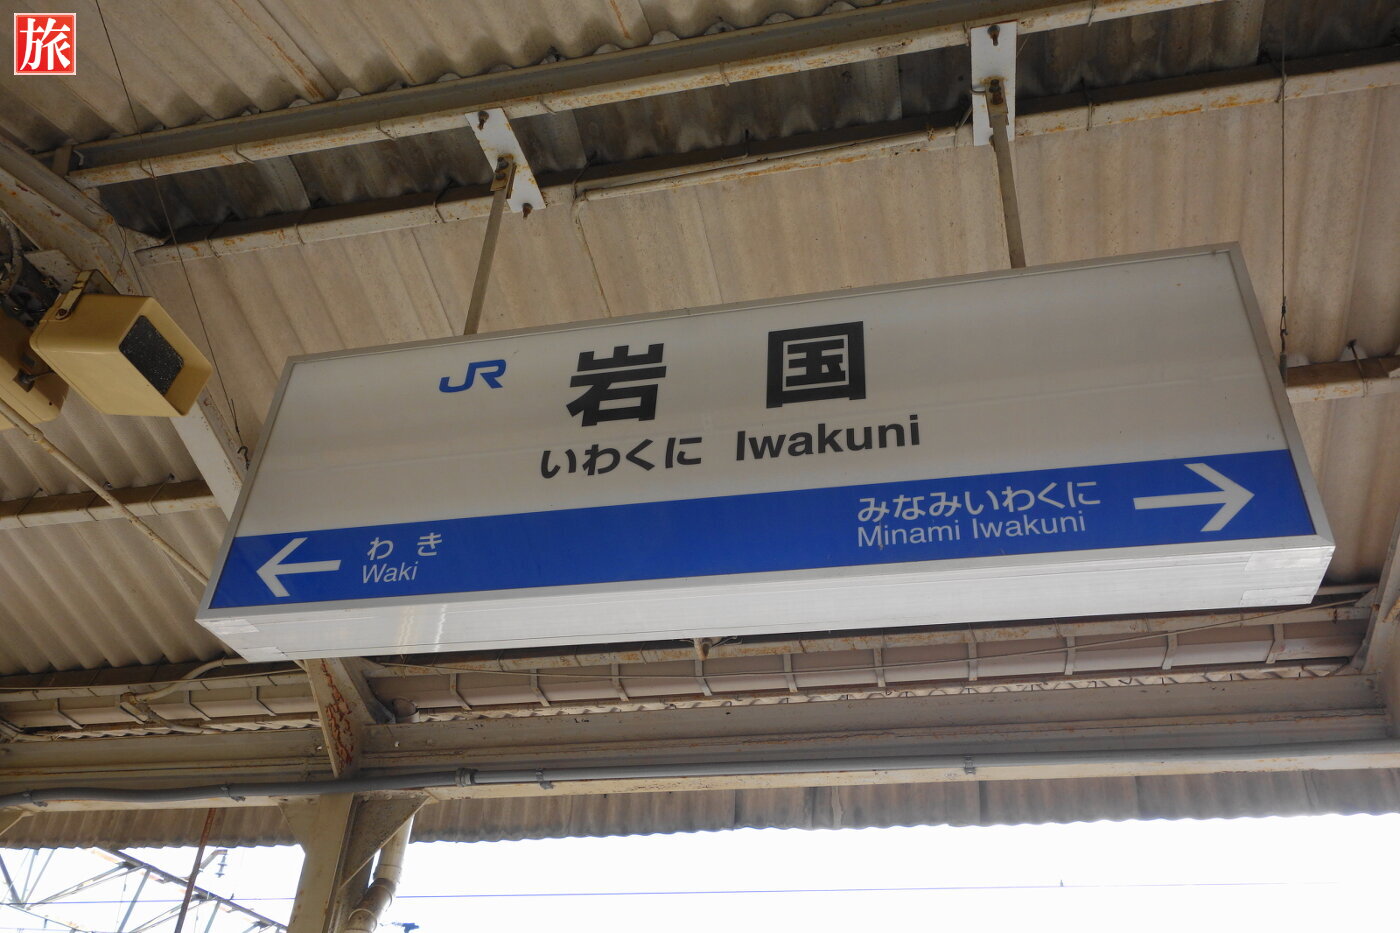 旅
JR 岩国
いわくに Iwakuni
わき
Waki
みなみいわくに
Minami Iwakuni